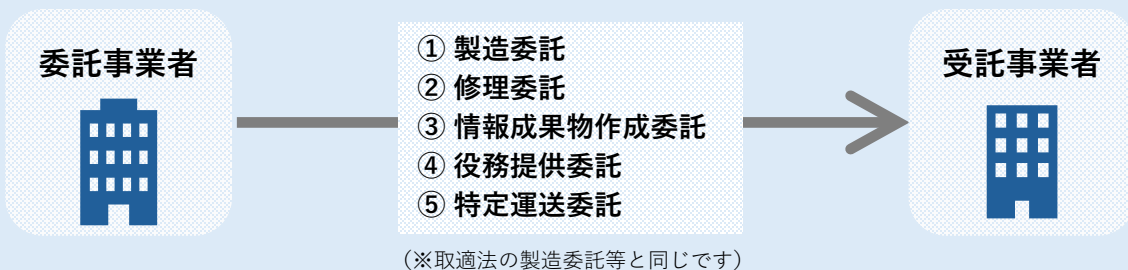 委託事業者
① 製造委託
② 修理委託
③ 情報成果物作成委託
④ 役務提供委託
⑤ 特定運送委託
受託事業者
（※取適法の製造委託等と同じです）